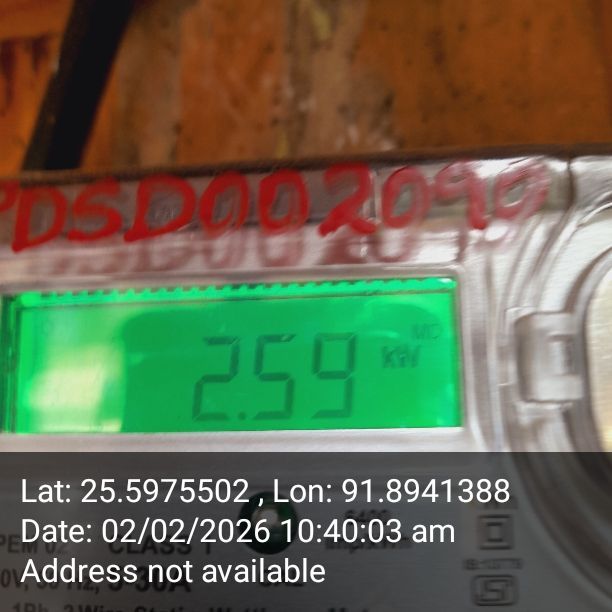 PDSD002090
MD
2.59 kW
Lat: 25.5975502 , Lon: 91.8941388
Date: 02/02/2026 10:40:03 am
Address not available
CLASS 1